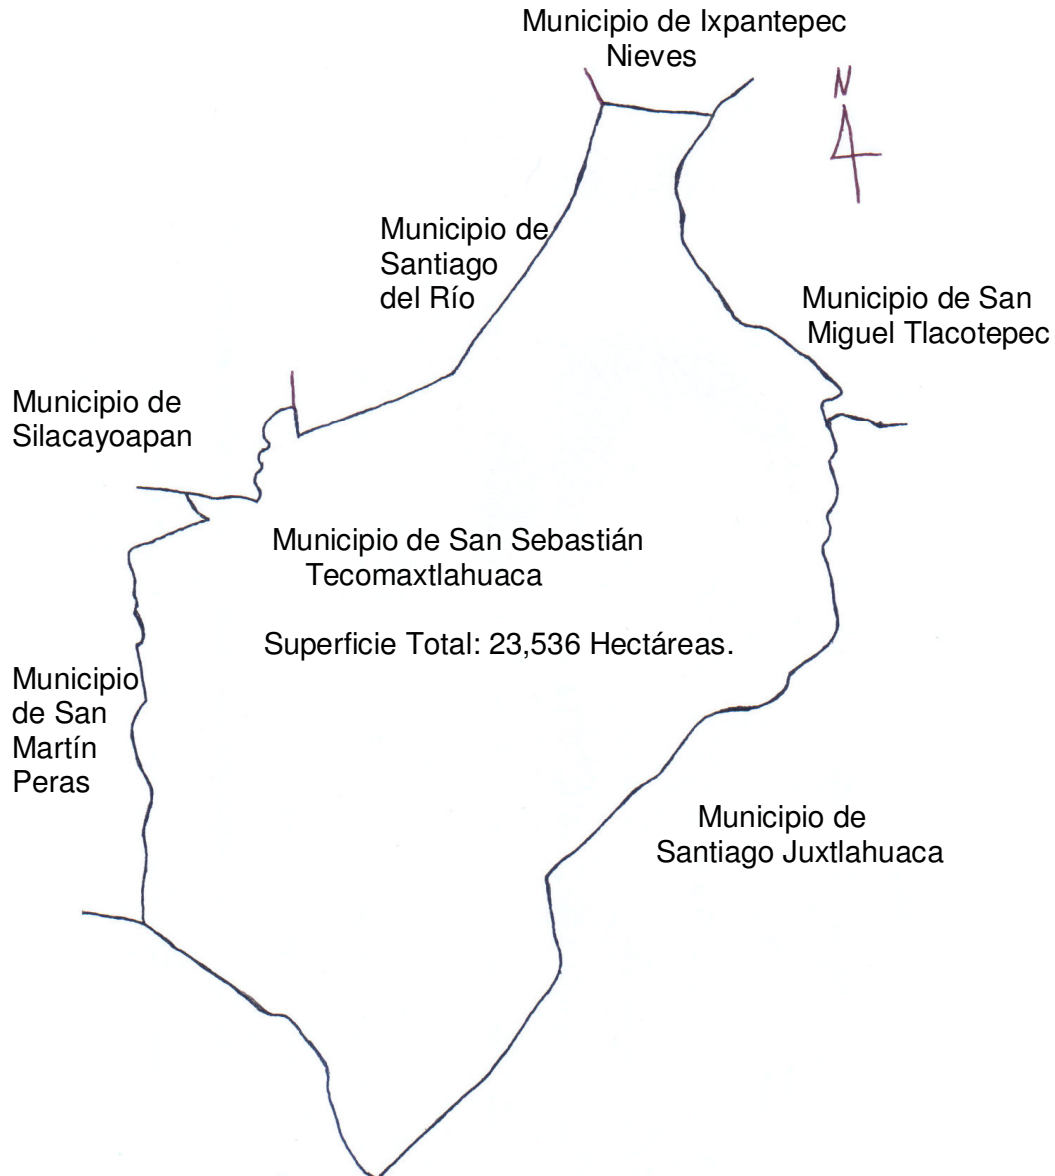 Municipio de Ixpantepec
Nieves
N
Municipio de
Santiago
del Río
Municipio de San
Miguel Tlacotepec
Municipio de
Silacayoapan
Municipio de San Sebastián
Tecomaxtlahuaca
Superficie Total: 23,536 Hectáreas.
Municipio
de San
Martín
Peras
Municipio de
Santiago Juxtlahuaca